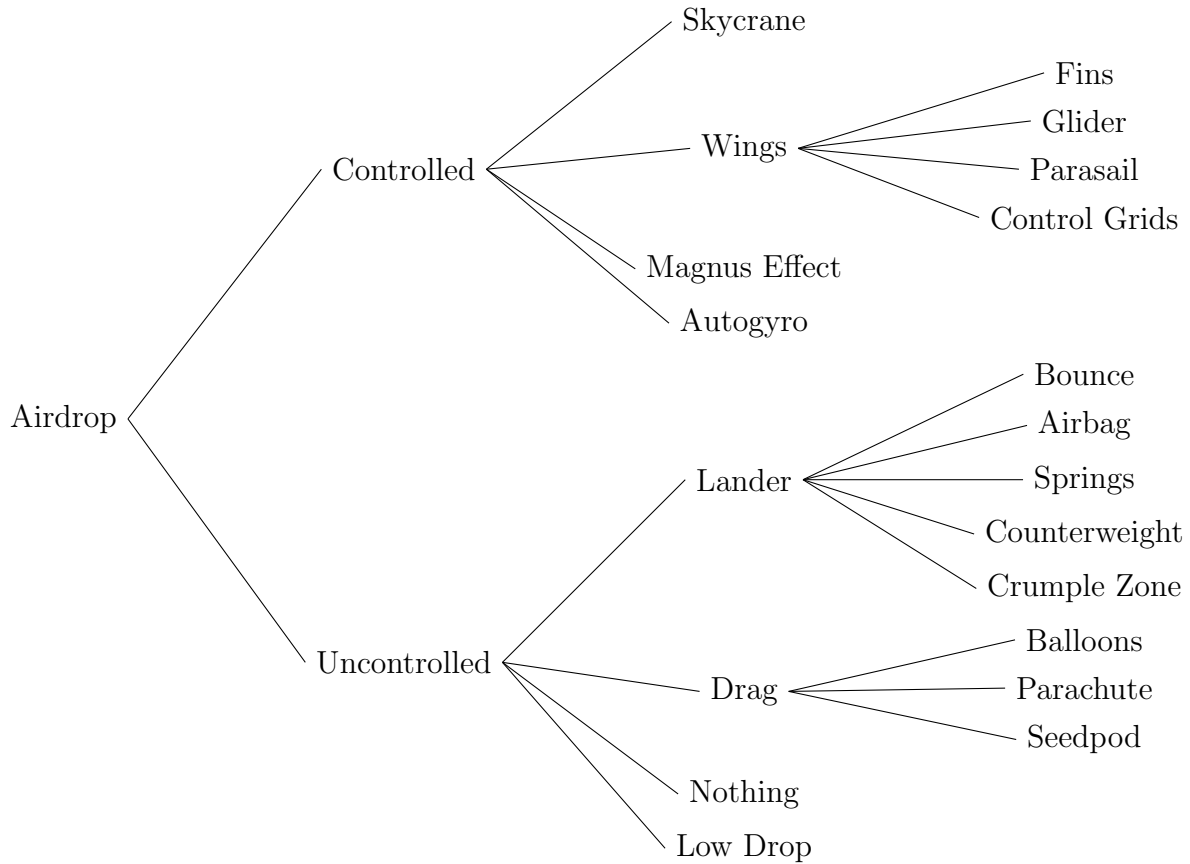 Skycrane
Fins
Glider
Wings
Parasail
Controlled
Control Grids
Magnus Effect
Autogyro
Bounce
Airdrop
Airbag
Lander
Springs
Counterweight
Crumple Zone
Balloons
Uncontrolled
Drag
Parachute
Seedpod
Nothing
Low Drop